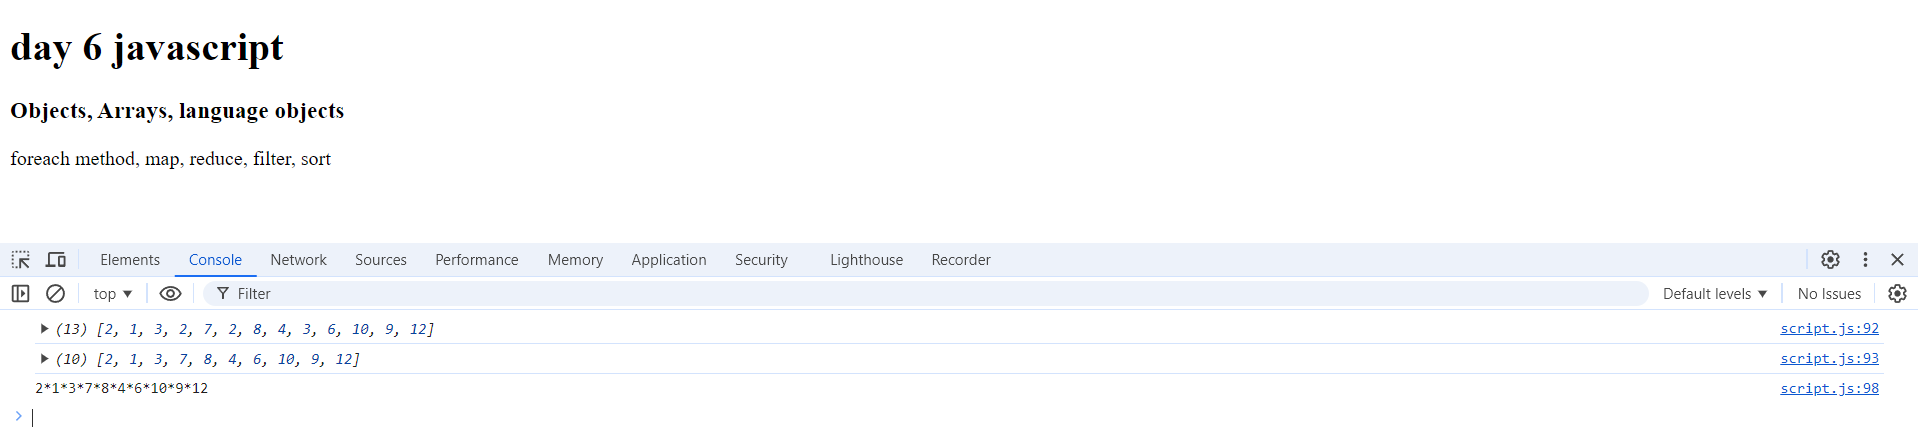 day 6 javascript
Objects, Arrays, language objects
foreach method, map, reduce, filter, sort
Elements Console Network Sources Performance Memory Application Security Lighthouse Recorder
top Filter Default levels No Issues
(13) [2, 1, 3, 2, 7, 2, 8, 4, 3, 6, 10, 9, 12] script.js:92
(10) [2, 1, 3, 7, 8, 4, 6, 10, 9, 12] script.js:93
2*1*3*7*8*4*6*10*9*12 script.js:98